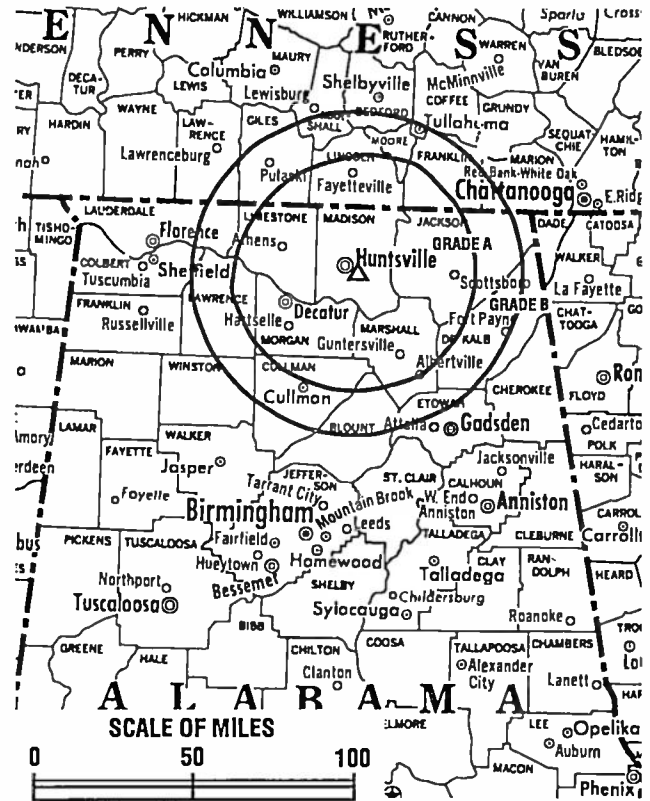 HICKMAN
WILLIAMSON
CANNON
Sparta
Cross
TENNESS
RUTHER-
FORD
WARREN
NDERSON
PERRY
MAURY
BLEDSOE
Columbia
Shelbyville
McMinnville
VAN
BUREN
DECA-
TUR
LEWIS
Lewisburg
COFFEE
GRUNDY
WAYNE
BEDFORD
HARDIN
LAW-
RENCE
GILES
MAR-
SHALL
Tullahoma
SEQUAT-
CHIE
HAMIL-
TON
MOORE
Lawrenceburg
LINCOLN
FRANKLIN
MARION
Pulaski
Fayetteville
Red Bank-White Oak
Chattanooga
E. Ridg
LAUDERDALE
LIMESTONE
MADISON
JACKSON
DADE
CATOOSA
TISHO-
MINGO
Florence
Athens
GRADE A
WALKER
COLBERT
Sheffield
Huntsville
Tuscumbia
Scottsboro
La Fayette
FRANKLIN
LAWRENCE
Decatur
GRADE B
CHAT-
TOOGA
Russellville
Hartselle
MORGAN
MARSHALL
Fort Payne
Guntersville
DE KALB
MARION
WINSTON
CULLMAN
Albertville
Cullman
CHEROKEE
FLOYD
ETOWAH
LAMAR
WALKER
BLOUNT
Attalla
Gadsden
Cedarto
Amory
FAYETTE
POLK
Jasper
JEFFER-
SON
ST. CLAIR
Jacksonville
HARAL-
SON
Tarrant City
CALHOUN
Fayette
Birmingham
Mountain Brook
W. End
Anniston
Anniston
PICKENS
TUSCALOOSA
Fairfield
Leeds
TALLADEGA
CLEBURNE
Homewood
Hueytown
CLAY
RAN-
DOLPH
HEARD
Northport
Bessemer
SHELBY
Talladega
Tuscaloosa
Childersburg
Sylacauga
Roanoke
BIBB
GREENE
HALE
CHILTON
COOSA
TALLAPOOSA
CHAMBERS
Clanton
Alexander
City
Lanett
ALABAMA
SCALE OF MILES
ELMORE
LEE
Opelika
Auburn
0 50 100
MACON
Phenix